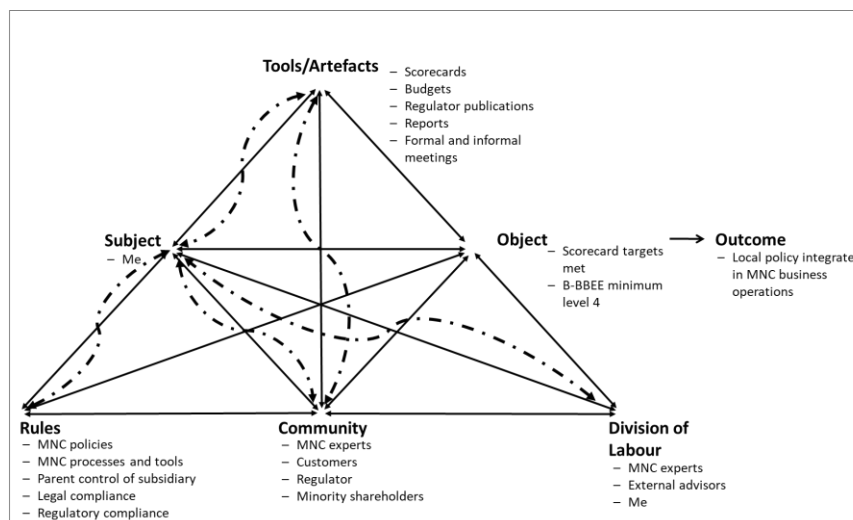 Tools/Artefacts
– Scorecards
– Budgets
– Regulator publications
– Reports
– Formal and informal
meetings
Subject
– Me
Object
– Scorecard targets
met
– B-BBEE minimum
level 4
Outcome
– Local policy integrated
in MNC business
operations
Rules
– MNC policies
– MNC processes and tools
– Parent control of subsidiary
– Legal compliance
– Regulatory compliance
Community
– MNC experts
– Customers
– Regulator
– Minority shareholders
Division of
Labour
– MNC experts
– External advisors
– Me